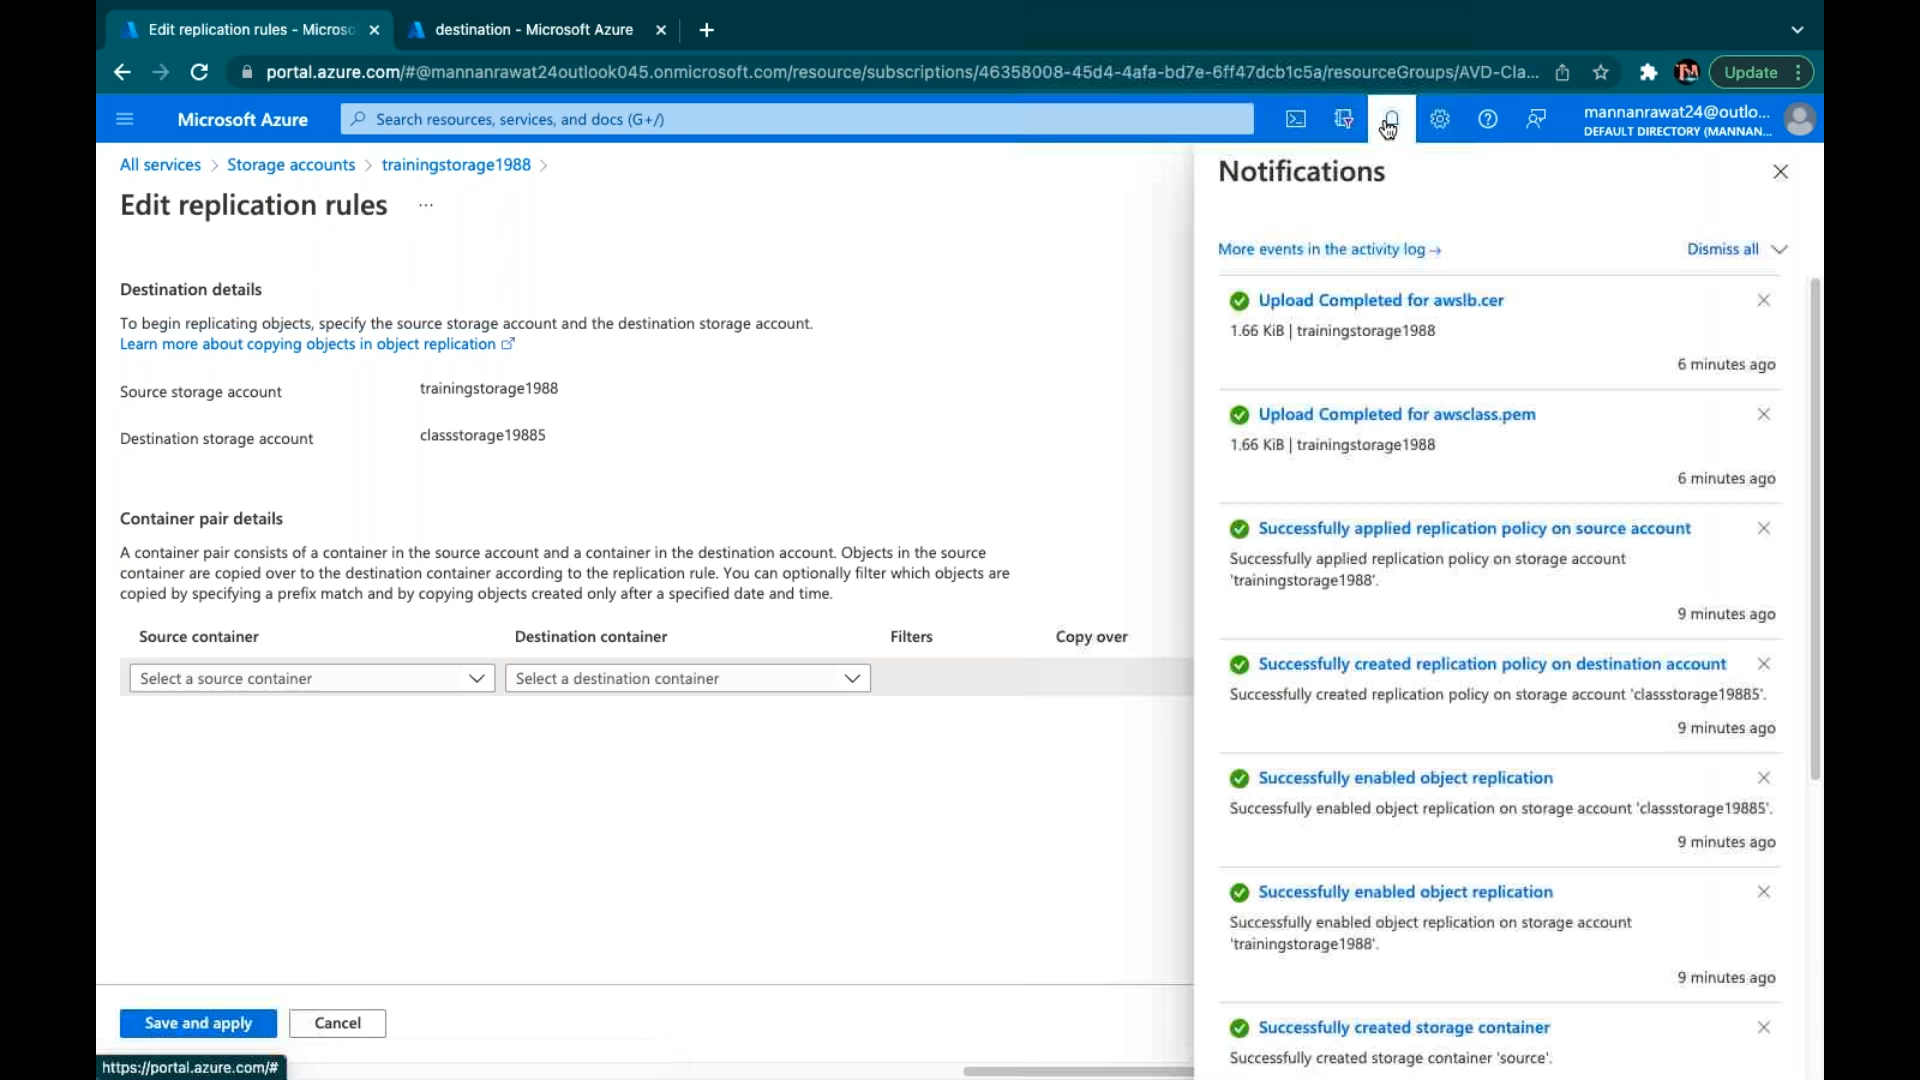 Edit replication rules - Microso
destination - Microsoft Azure
portal.azure.com/#@mannanrawat24outlook045.onmicrosoft.com/resource/subscriptions/46358008-45d4-4afa-bd7e-6ff47dcb1c5a/resourceGroups/AVD-Cla...
Update
Microsoft Azure
Search resources, services, and docs (G+/)
mannanrawat24@outlo...
DEFAULT DIRECTORY (MANNAN...
All services > Storage accounts > trainingstorage1988 >
Edit replication rules ...
Destination details
To begin replicating objects, specify the source storage account and the destination storage account.
Learn more about copying objects in object replication
Source storage account trainingstorage1988
Destination storage account classstorage19885
Container pair details
A container pair consists of a container in the source account and a container in the destination account. Objects in the source
container are copied over to the destination container according to the replication rule. You can optionally filter which objects are
copied by specifying a prefix match and by copying objects created only after a specified date and time.
Source container Destination container Filters Copy over
Select a source container Select a destination container
Save and apply Cancel
https://portal.azure.com/#
Notifications
More events in the activity log → Dismiss all
Upload Completed for awslb.cer
1.66 KiB | trainingstorage1988
6 minutes ago
Upload Completed for awsclass.pem
1.66 KiB | trainingstorage1988
6 minutes ago
Successfully applied replication policy on source account
Successfully applied replication policy on storage account
'trainingstorage1988'.
9 minutes ago
Successfully created replication policy on destination account
Successfully created replication policy on storage account 'classstorage19885'.
9 minutes ago
Successfully enabled object replication
Successfully enabled object replication on storage account 'classstorage19885'.
9 minutes ago
Successfully enabled object replication
Successfully enabled object replication on storage account
'trainingstorage1988'.
9 minutes ago
Successfully created storage container
Successfully created storage container 'source'.